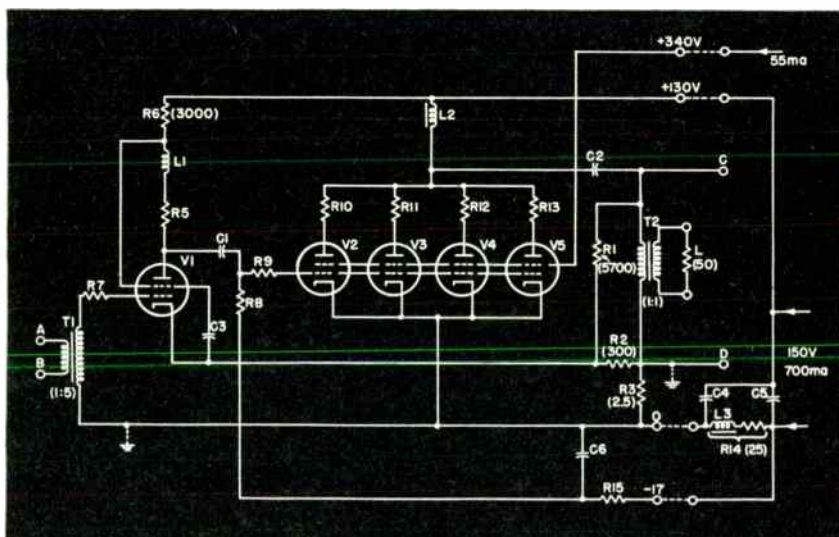 +340V
55ma
+130V
R6 (3000)
L2
L1
C2
C
R5
R10
R11
R12
R13
T2
V1
C1
V2
V3
V4
V5
R1 (5700)
L (50)
R7
R9
(1:1)
A
T1
R8
C3
R2 (300)
D
150V
700ma
B
(1:5)
R3 (2.5)
C4
C5
0
L3
C6
R14 (25)
R15
-17